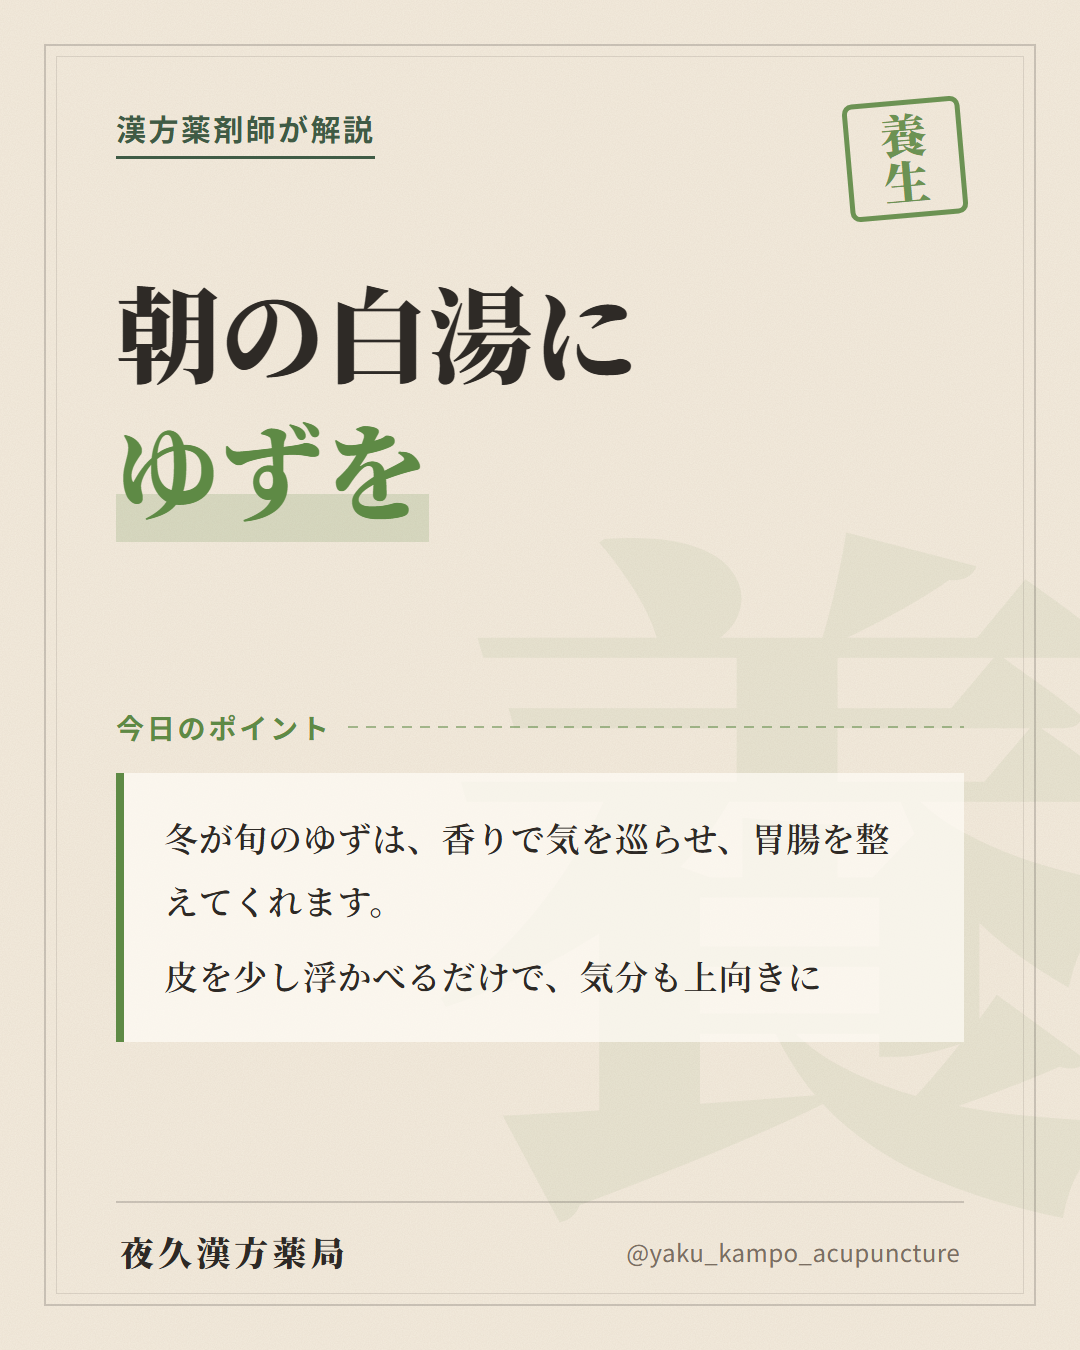 漢方薬剤師が解説
養生
朝の白湯に
ゆずを
今日のポイント
冬が旬のゆずは、香りで気を巡らせ、胃腸を整
えてくれます。
皮を少し浮かべるだけで、気分も上向きに
夜久漢方薬局
@yaku_kampo_acupuncture
養